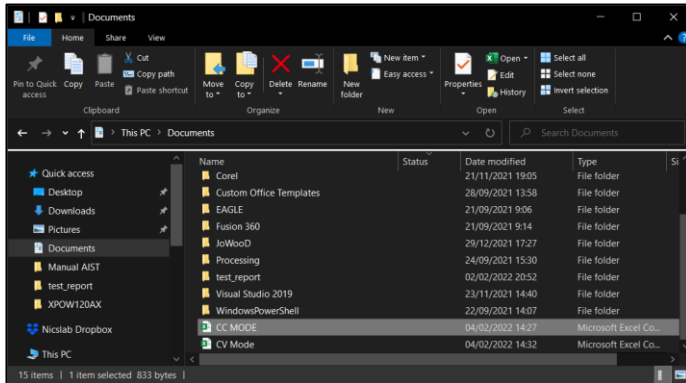 Documents
File Home Share View
Pin to Quick access
Copy
Paste
Cut
Copy path
Paste shortcut
Clipboard
Move to
Copy to
Delete
Rename
Organize
New folder
New item
Easy access
New
Properties
Open
Edit
History
Open
Select all
Select none
Invert selection
Select
This PC > Documents
Search Documents
Quick access
Desktop
Downloads
Pictures
Documents
Manual AIST
test_report
XPOW120AX
Nicslab Dropbox
This PC
Name Status Date modified Type
Corel 21/11/2021 19:05 File folder
Custom Office Templates 28/09/2021 13:58 File folder
EAGLE 21/09/2021 9:06 File folder
Fusion 360 21/09/2021 9:14 File folder
JoWooD 29/12/2021 17:27 File folder
Processing 24/09/2021 15:30 File folder
test_report 02/02/2022 20:52 File folder
Visual Studio 2019 23/11/2021 14:40 File folder
WindowsPowerShell 22/09/2021 14:07 File folder
CC MODE 04/02/2022 14:27 Microsoft Excel Co...
CV Mode 04/02/2022 14:32 Microsoft Excel Co...
15 items | 1 item selected 833 bytes |